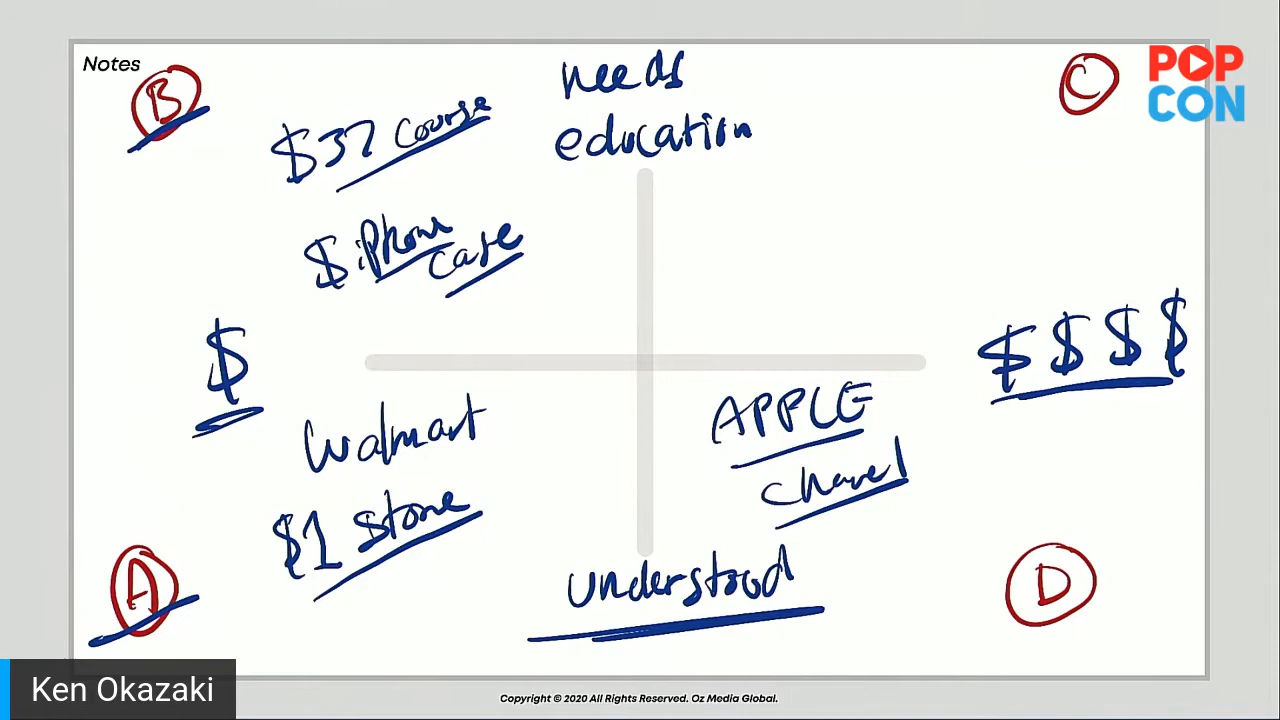 Notes
B
$37 course
$ iPhone
case
needs
education
C
POP
CON
$
$ $ $ $
Walmart
$1 store
APPLE
chanel
A
understood
D
Ken Okazaki
Copyright © 2020 All Rights Reserved. Oz Media Global.